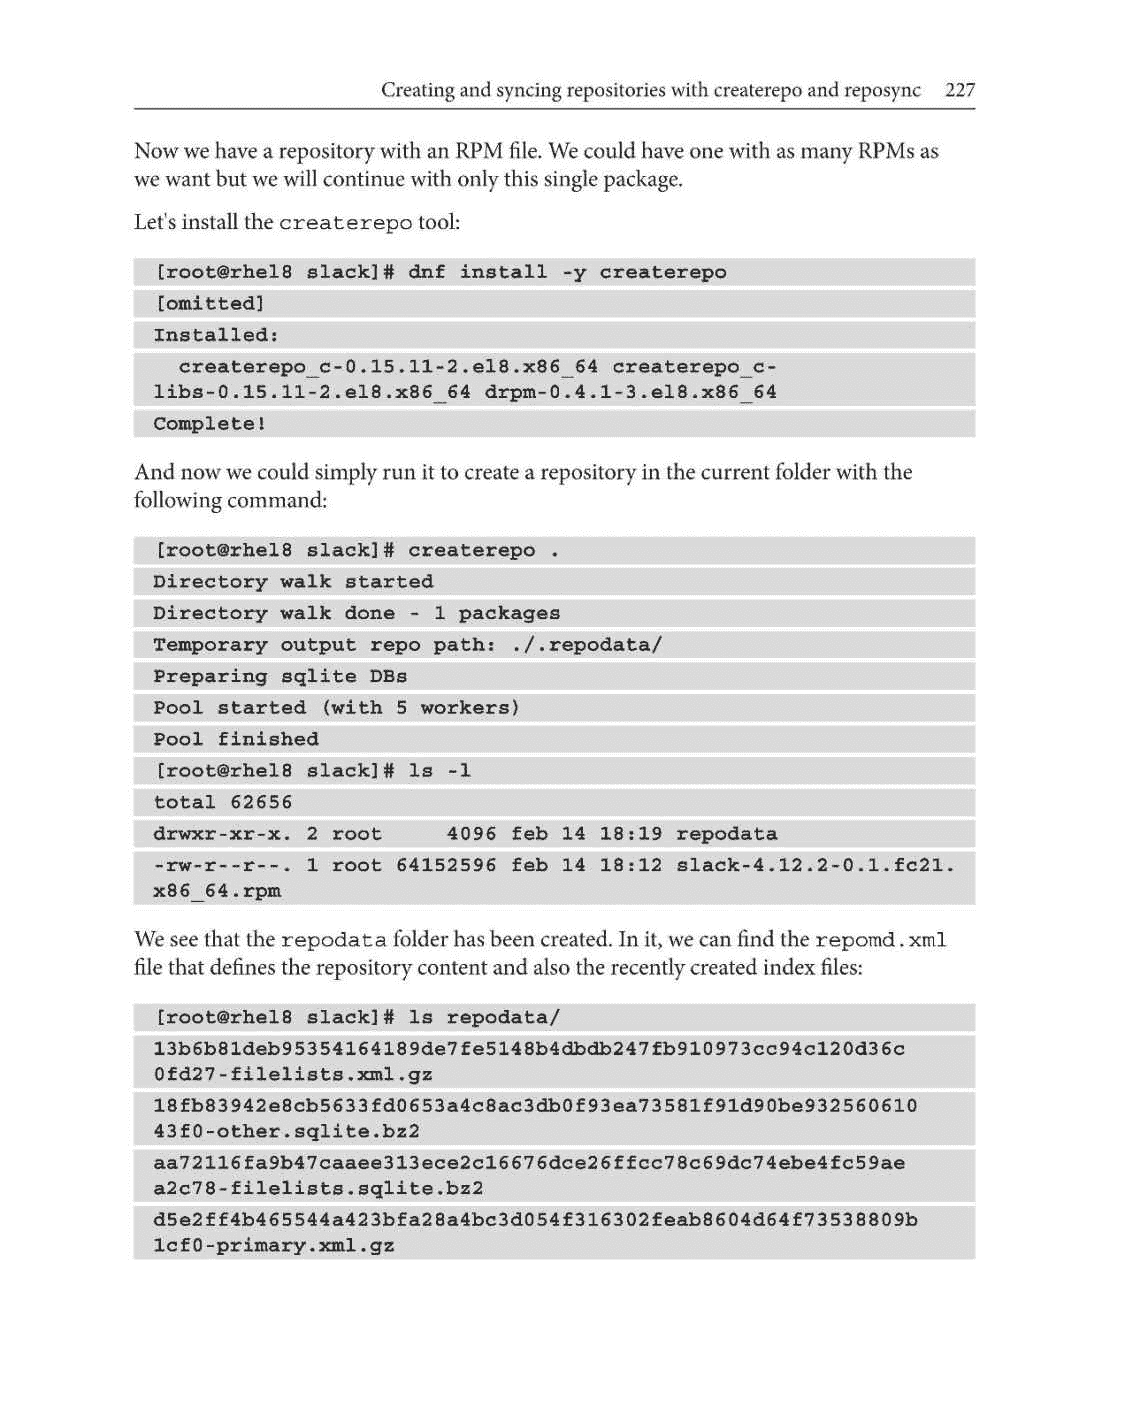 Creating and syncing repositories with createrepo and reposync 227
Now we have a repository with an RPM file. We could have one with as many RPMs as
we want but we will continue with only this single package.
Let's install the createrepo tool:
[root@rhel8 slack]# dnf install -y createrepo
[omitted]
Installed:
createrepo_c-0.15.11-2.el8.x86_64 createrepo_c-
libs-0.15.11-2.el8.x86_64 drpm-0.4.1-3.el8.x86_64
Complete!
And now we could simply run it to create a repository in the current folder with the
following command:
[root@rhel8 slack]# createrepo .
Directory walk started
Directory walk done - 1 packages
Temporary output repo path: ./.repodata/
Preparing sqlite DBs
Pool started (with 5 workers)
Pool finished
[root@rhel8 slack]# ls -l
total 62656
drwxr-xr-x. 2 root     4096 feb 14 18:19 repodata
-rw-r--r--. 1 root 64152596 feb 14 18:12 slack-4.12.2-0.1.fc21.
x86_64.rpm
We see that the repodata folder has been created. In it, we can find the repomd.xml
file that defines the repository content and also the recently created index files:
[root@rhel8 slack]# ls repodata/
13b6b81deb95354164189de7fe5148b4dbdb247fb910973cc94c120d36c
0fd27-filelists.xml.gz
18fb83942e8cb5633fd0653a4c8ac3db0f93ea73581f91d90be932560610
43f0-other.sqlite.bz2
aa72116fa9b47caaee313ece2c16676dce26ffcc78c69dc74ebe4fc59ae
a2c78-filelists.sqlite.bz2
d5e2ff4b465544a423bfa28a4bc3d054f316302feab8604d64f73538809b
1cf0-primary.xml.gz